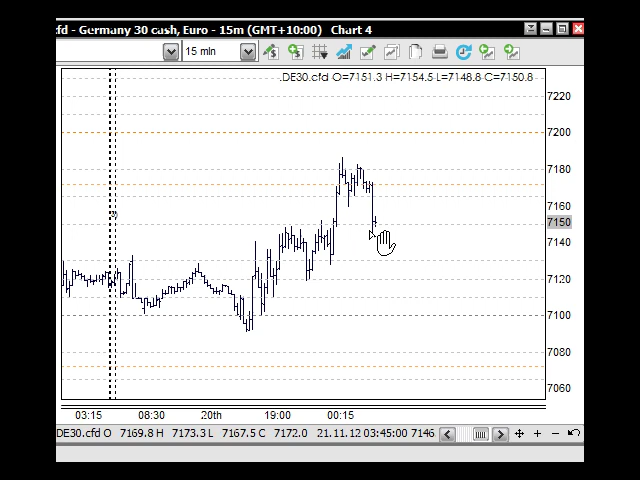 cfd - Germany 30 cash, Euro - 15m (GMT+10:00) Chart 4
15 min
.DE30.cfd O=7151.3 H=7154.5 L=7148.8 C=7150.8
7220
7200
7180
7160
7150
7140
7120
7100
7080
7060
03:15 08:30 20th 19:00 00:15
DE30.cfd O 7169.8 H 7173.3 L 7167.5 C 7172.0 21.11.12 03:45:00 7146